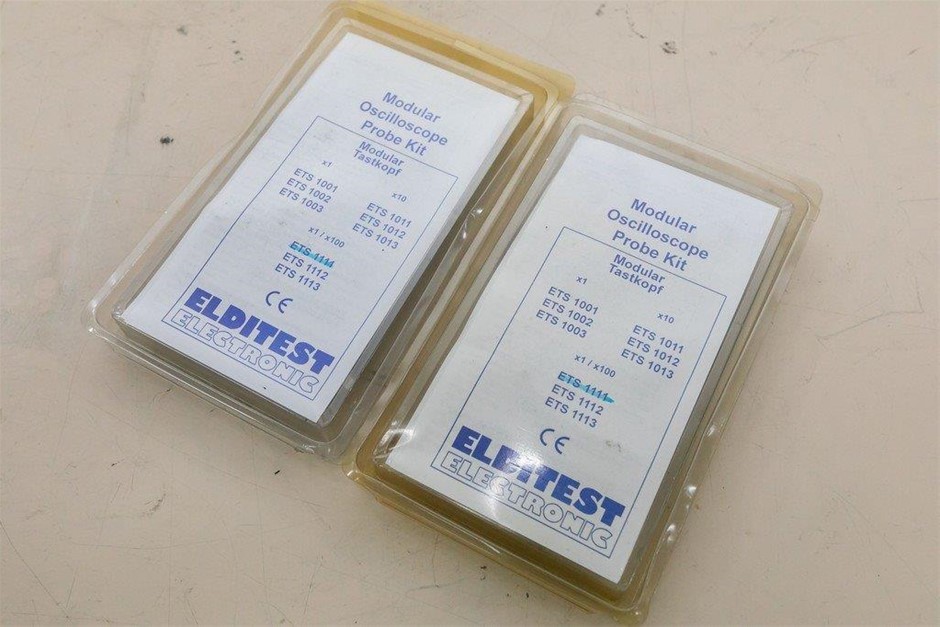 Modular
Oscilloscope
Probe Kit
Modular
Tastkopf
x1
ETS 1001
ETS 1002
ETS 1003
x10
ETS 1011
ETS 1012
ETS 1013
x1 / x100
ETS 1111
ETS 1112
ETS 1113
CE
ELDITEST
ELECTRONIC
Modular
Oscilloscope
Probe Kit
Modular
Tastkopf
x1
ETS 1001
ETS 1002
ETS 1003
x10
ETS 1011
ETS 1012
ETS 1013
x1 / x100
ETS 1111
ETS 1112
ETS 1113
CE
ELDITEST
ELECTRONIC